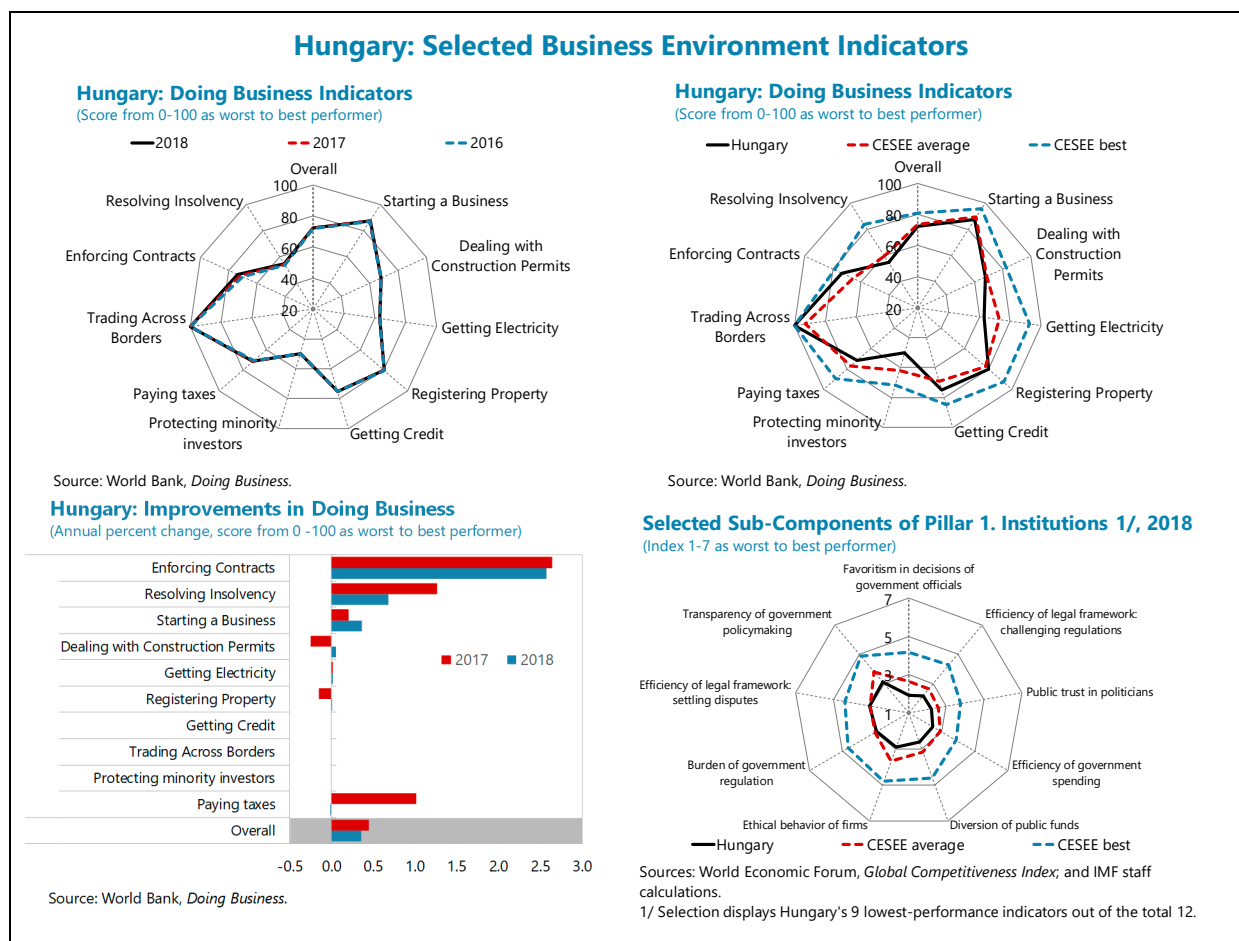 Hungary: Selected Business Environment Indicators
Hungary: Doing Business Indicators
(Score from 0-100 as worst to best performer)
2018 2017 2016
Overall
Starting a Business
Dealing with
Construction Permits
Getting Electricity
Registering Property
Getting Credit
Protecting minority
investors
Paying taxes
Trading Across
Borders
Enforcing Contracts
Resolving Insolvency
100
80
60
40
20
Source: World Bank, Doing Business.
Hungary: Doing Business Indicators
(Score from 0-100 as worst to best performer)
Hungary CESEE average CESEE best
Overall
Starting a Business
Dealing with
Construction
Permits
Getting Electricity
Registering Property
Getting Credit
Protecting minority
investors
Paying taxes
Trading Across
Borders
Enforcing Contracts
Resolving Insolvency
100
80
60
40
20
Source: World Bank, Doing Business.
Hungary: Improvements in Doing Business
(Annual percent change, score from 0 -100 as worst to best performer)
Enforcing Contracts
Resolving Insolvency
Starting a Business
Dealing with Construction Permits
Getting Electricity
Registering Property
Getting Credit
Trading Across Borders
Protecting minority investors
Paying taxes
Overall
2017 2018
-0.5 0.0 0.5 1.0 1.5 2.0 2.5 3.0
Source: World Bank, Doing Business.
Selected Sub-Components of Pillar 1. Institutions 1/, 2018
(Index 1-7 as worst to best performer)
Favoritism in decisions of
government officials
Efficiency of legal framework:
challenging regulations
Public trust in politicians
Efficiency of government
spending
Diversion of public funds
Ethical behavior of firms
Burden of government
regulation
Efficiency of legal framework:
settling disputes
Transparency of government
policymaking
7
5
3
1
Hungary CESEE average CESEE best
Sources: World Economic Forum, Global Competitiveness Index; and IMF staff
calculations.
1/ Selection displays Hungary's 9 lowest-performance indicators out of the total 12.